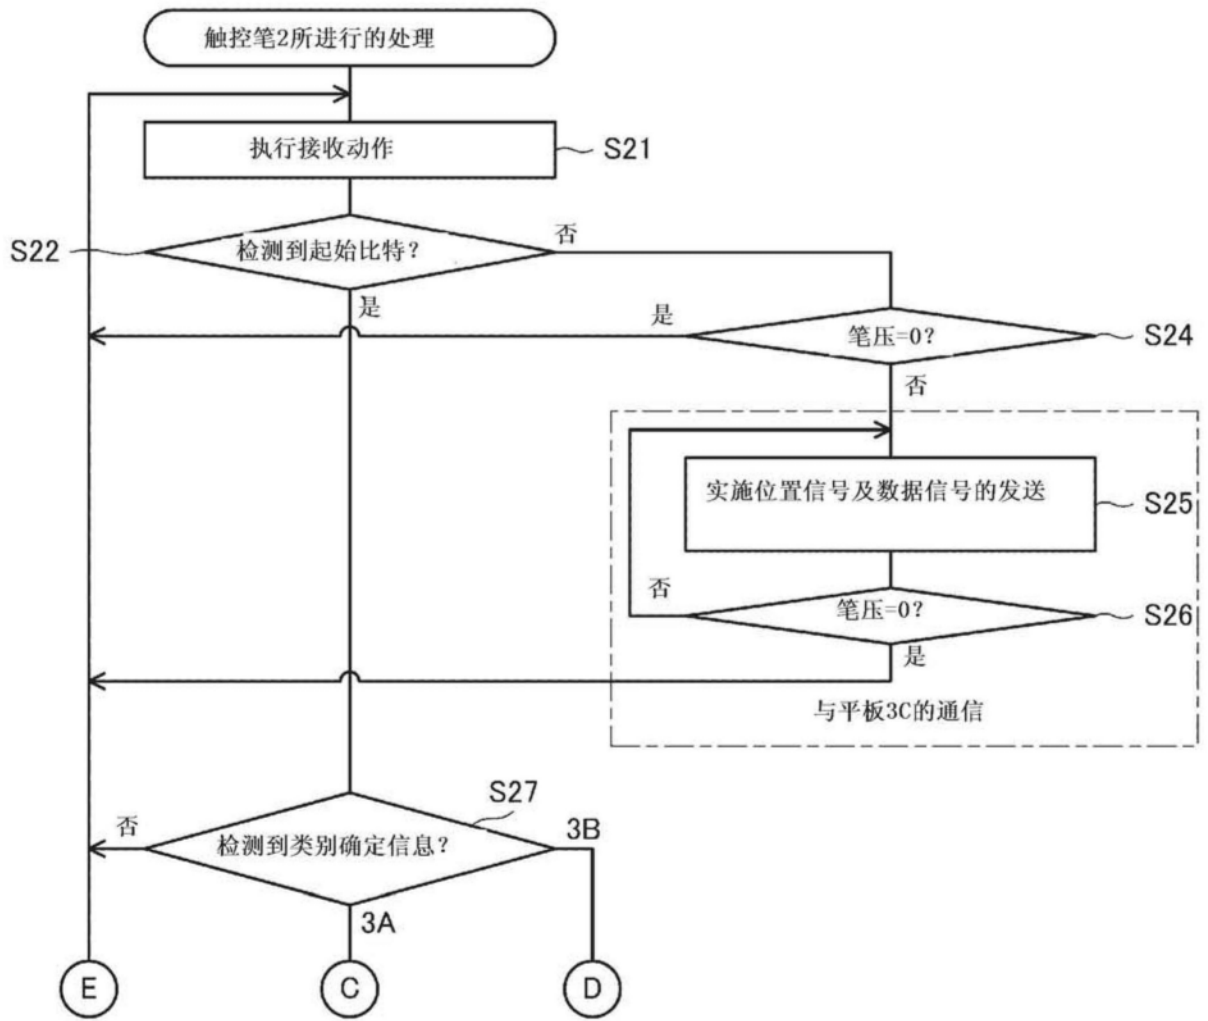 触控笔2所进行的处理
执行接收动作
S21
S22
检测到起始比特?
否
是
是
笔压=0?
S24
否
实施位置信号及数据信号的发送
S25
否
笔压=0?
S26
是
与平板3C的通信
S27
否
检测到类别确定信息?
3B
3A
E
C
D